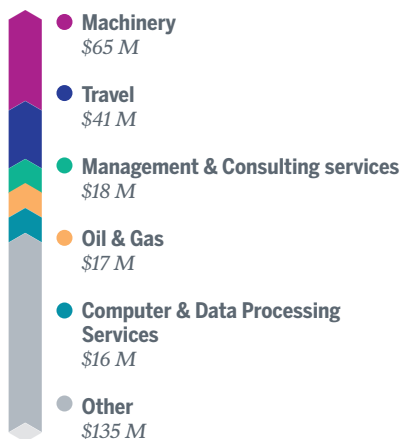 Machinery
$65 M
Travel
$41 M
Management & Consulting services
$18 M
Oil & Gas
$17 M
Computer & Data Processing
Services
$16 M
Other
$135 M